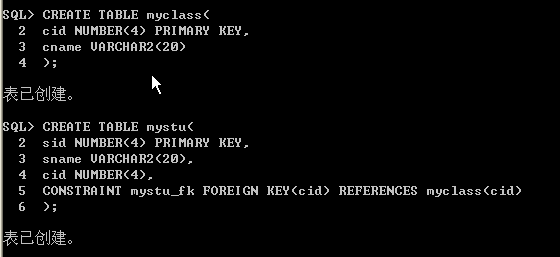 SQL> CREATE TABLE myclass(
2 cid NUMBER(4) PRIMARY KEY,
3 cname VARCHAR2(20)
4 );
表已创建。
SQL> CREATE TABLE mystu(
2 sid NUMBER(4) PRIMARY KEY,
3 sname VARCHAR2(20),
4 cid NUMBER(4),
5 CONSTRAINT mystu_fk FOREIGN KEY(cid) REFERENCES myclass(cid)
6 );
表已创建。